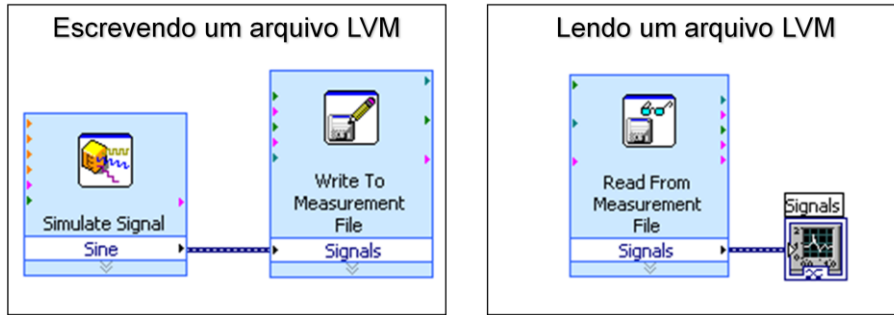 Escrevendo um arquivo LVM
Simulate Signal
Sine
Write To
Measurement
File
Signals
Lendo um arquivo LVM
Read From
Measurement
File
Signals
Signals